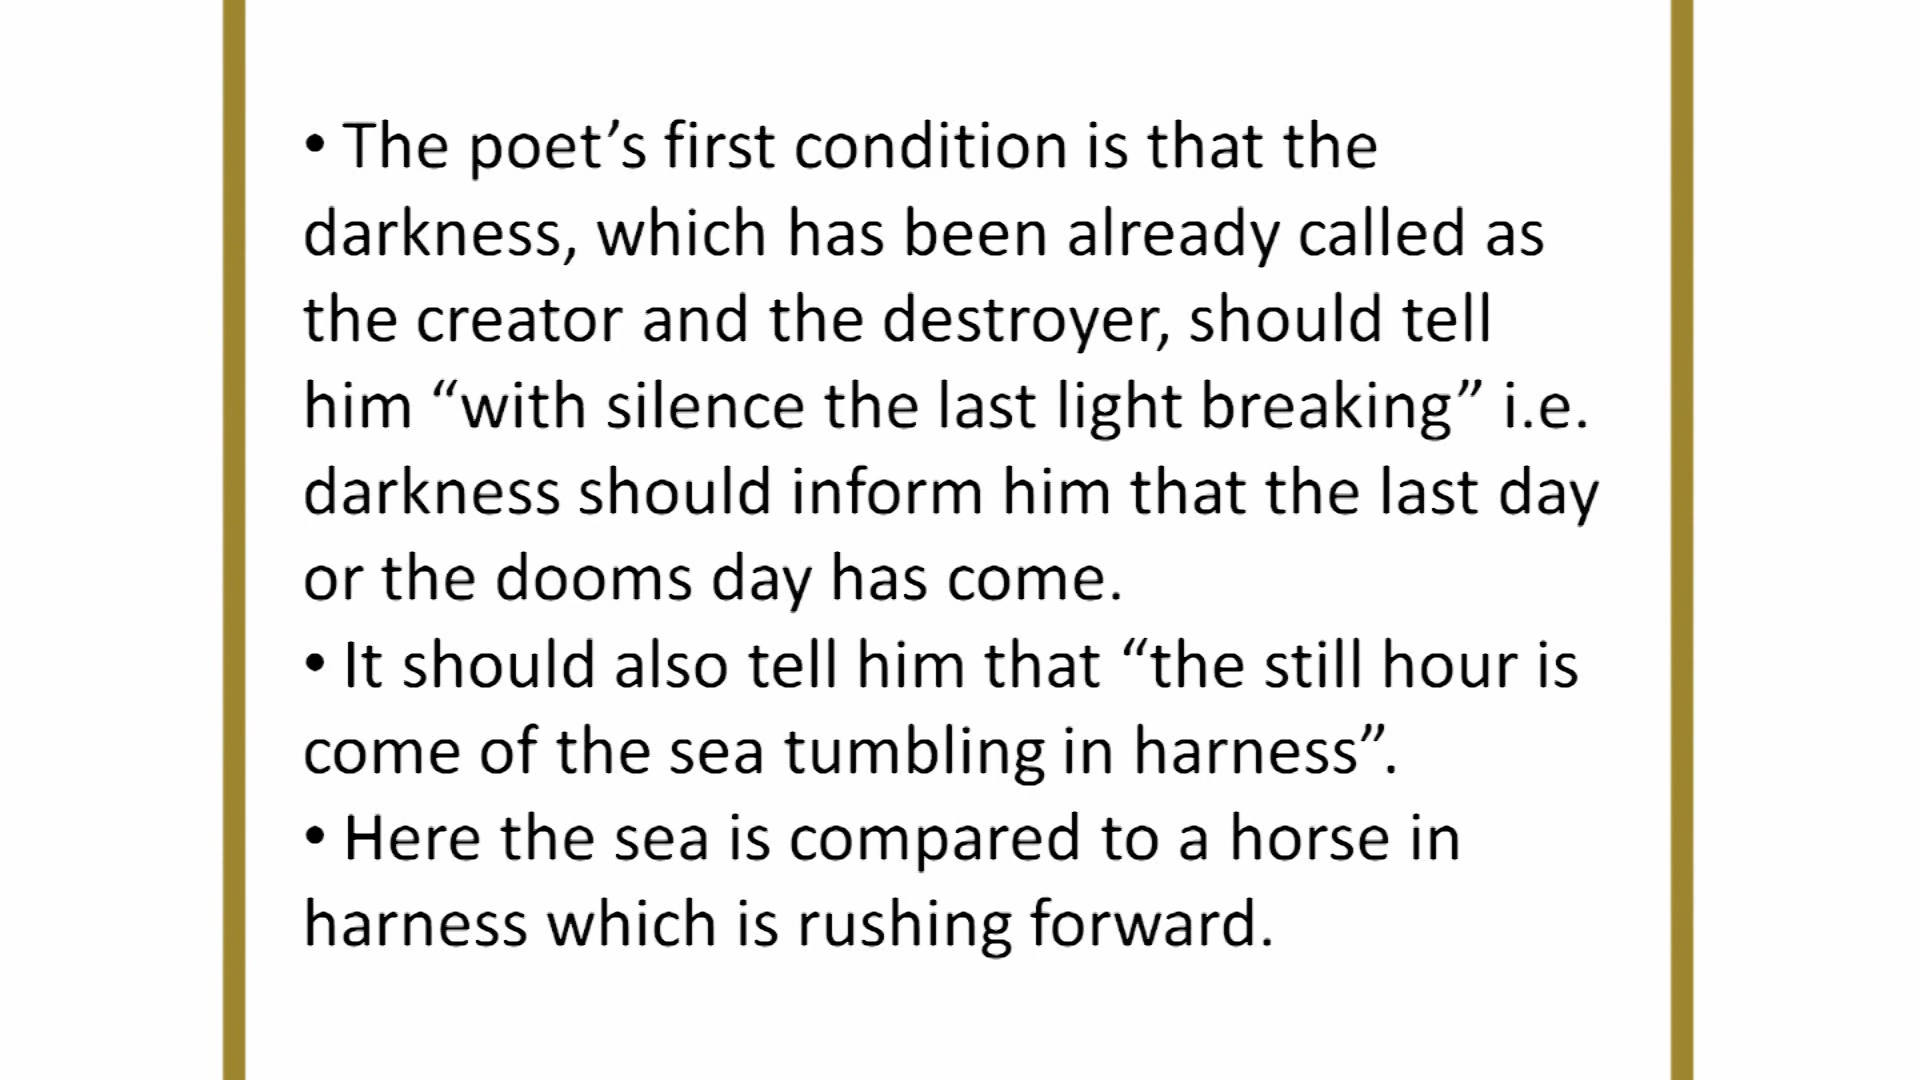 • The poet’s first condition is that the
darkness, which has been already called as
the creator and the destroyer, should tell
him “with silence the last light breaking” i.e.
darkness should inform him that the last day
or the dooms day has come.
• It should also tell him that “the still hour is
come of the sea tumbling in harness”.
• Here the sea is compared to a horse in
harness which is rushing forward.